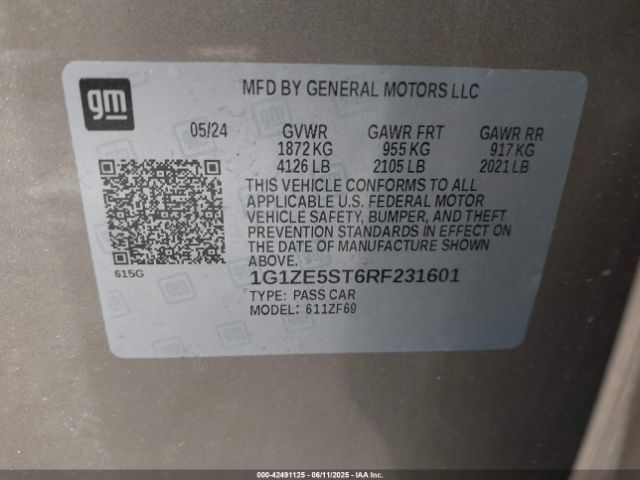 gm
MFD BY GENERAL MOTORS LLC
05/24 GVWR GAWR FRT GAWR RR
1872 KG 955 KG 917 KG
4126 LB 2105 LB 2021 LB
THIS VEHICLE CONFORMS TO ALL
APPLICABLE U.S. FEDERAL MOTOR
VEHICLE SAFETY, BUMPER, AND THEFT
PREVENTION STANDARDS IN EFFECT ON
THE DATE OF MANUFACTURE SHOWN
ABOVE.
615G
1G1ZE5ST6RF231601
TYPE: PASS CAR
MODEL: 611ZF69
000-42491125 - 06/11/2025 - IAA Inc.